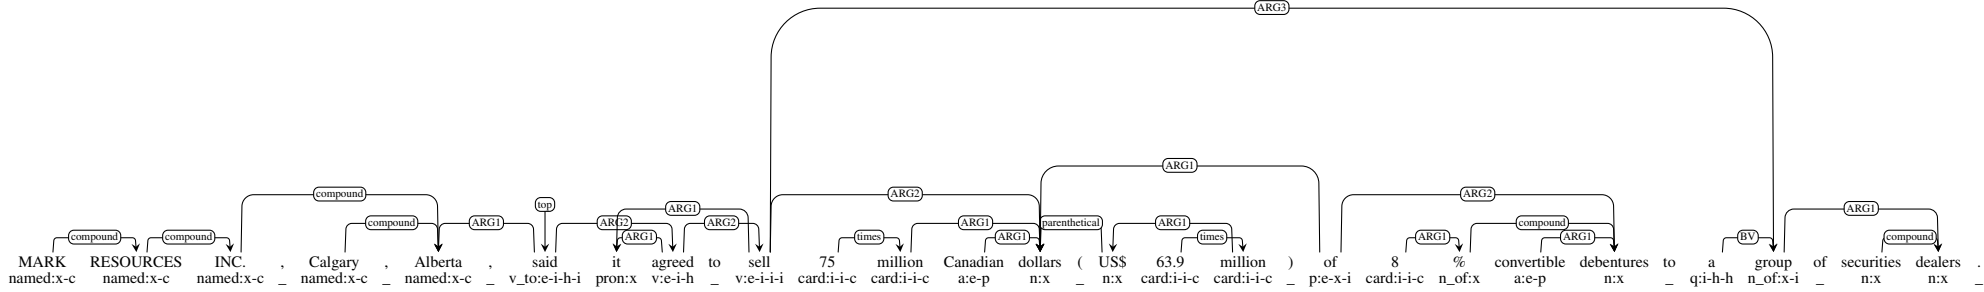 ARG3
ARG1
compound ARG2 ARG2
top ARG1
compound ARG1 ARG2 ARG2 ARG1 parenthetical ARG1 compound ARG1
compound compound ARG1 times ARG1 times ARG1 ARG1 BV compound
MARK RESOURCES INC. , Calgary , Alberta , said it agreed to sell 75 million Canadian dollars ( US$ 63.9 million ) of 8 % convertible debentures to a group of securities dealers .
named:x-c named:x-c named:x-c _ named:x-c _ named:x-c _ v_to:e-i-h-i pron:x v:e-i-h _ v:e-i-i-i card:i-i-c card:i-i-c a:e-p n:x _ n:x card:i-i-c card:i-i-c _ p:e-x-i card:i-i-c n_of:x a:e-p n:x _ q:i-h-h n_of:x-i _ n:x n:x _